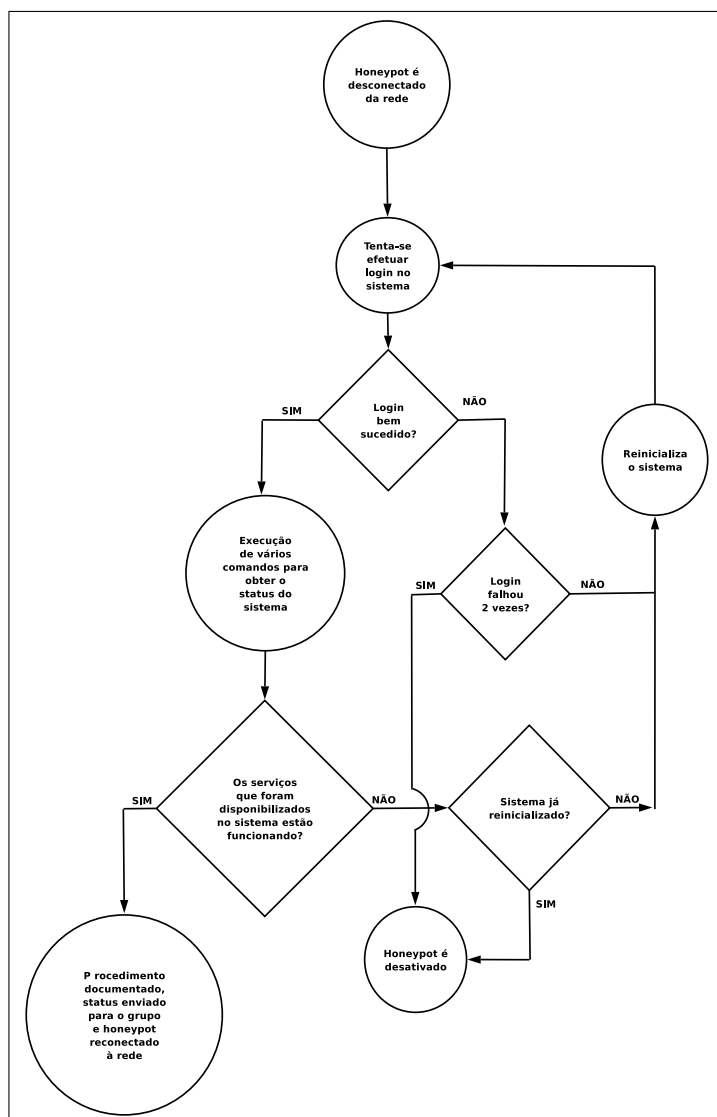 Honeypot é
desconectado
da rede
Tenta-se
efetuar
login no
sistema
SIM
NÃO
Login
bem
sucedido?
Reinicializa
o sistema
Execução
de vários
comandos para
obter o
status do
sistema
SIM
Login
falhou
2 vezes?
NÃO
SIM
Os serviços
que foram
disponibilizados
no sistema estão
funcionando?
NÃO
Sistema já
reinicializado?
NÃO
SIM
Honeypot é
desativado
P rocedimento
documentado,
status enviado
para o grupo
e honeypot
reconectado
à rede